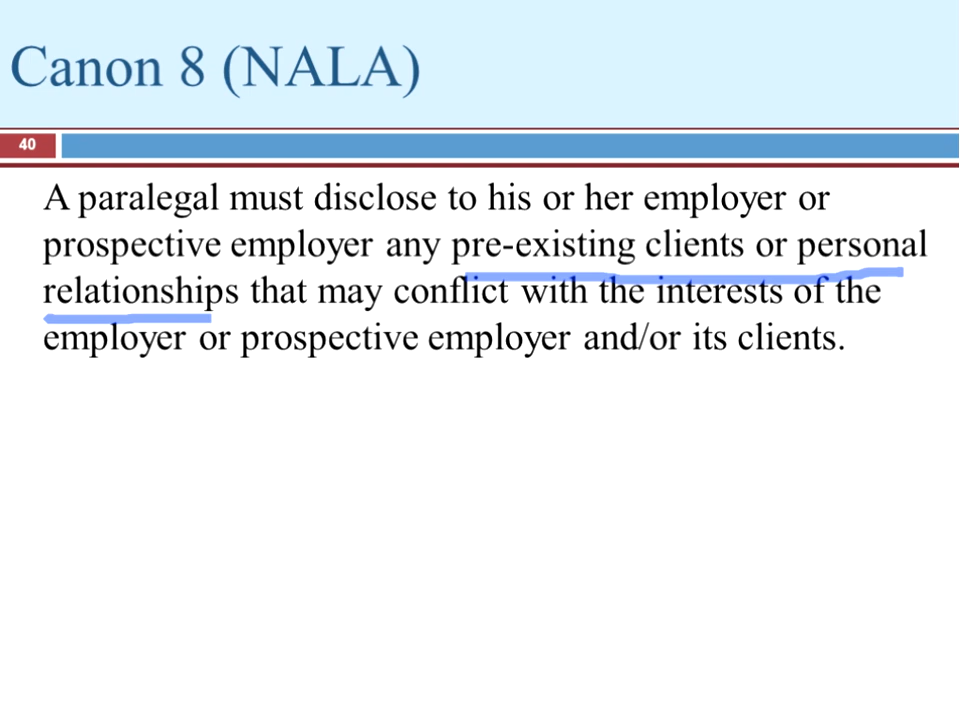 Canon 8 (NALA)
40
A paralegal must disclose to his or her employer or
prospective employer any pre-existing clients or personal
relationships that may conflict with the interests of the
employer or prospective employer and/or its clients.